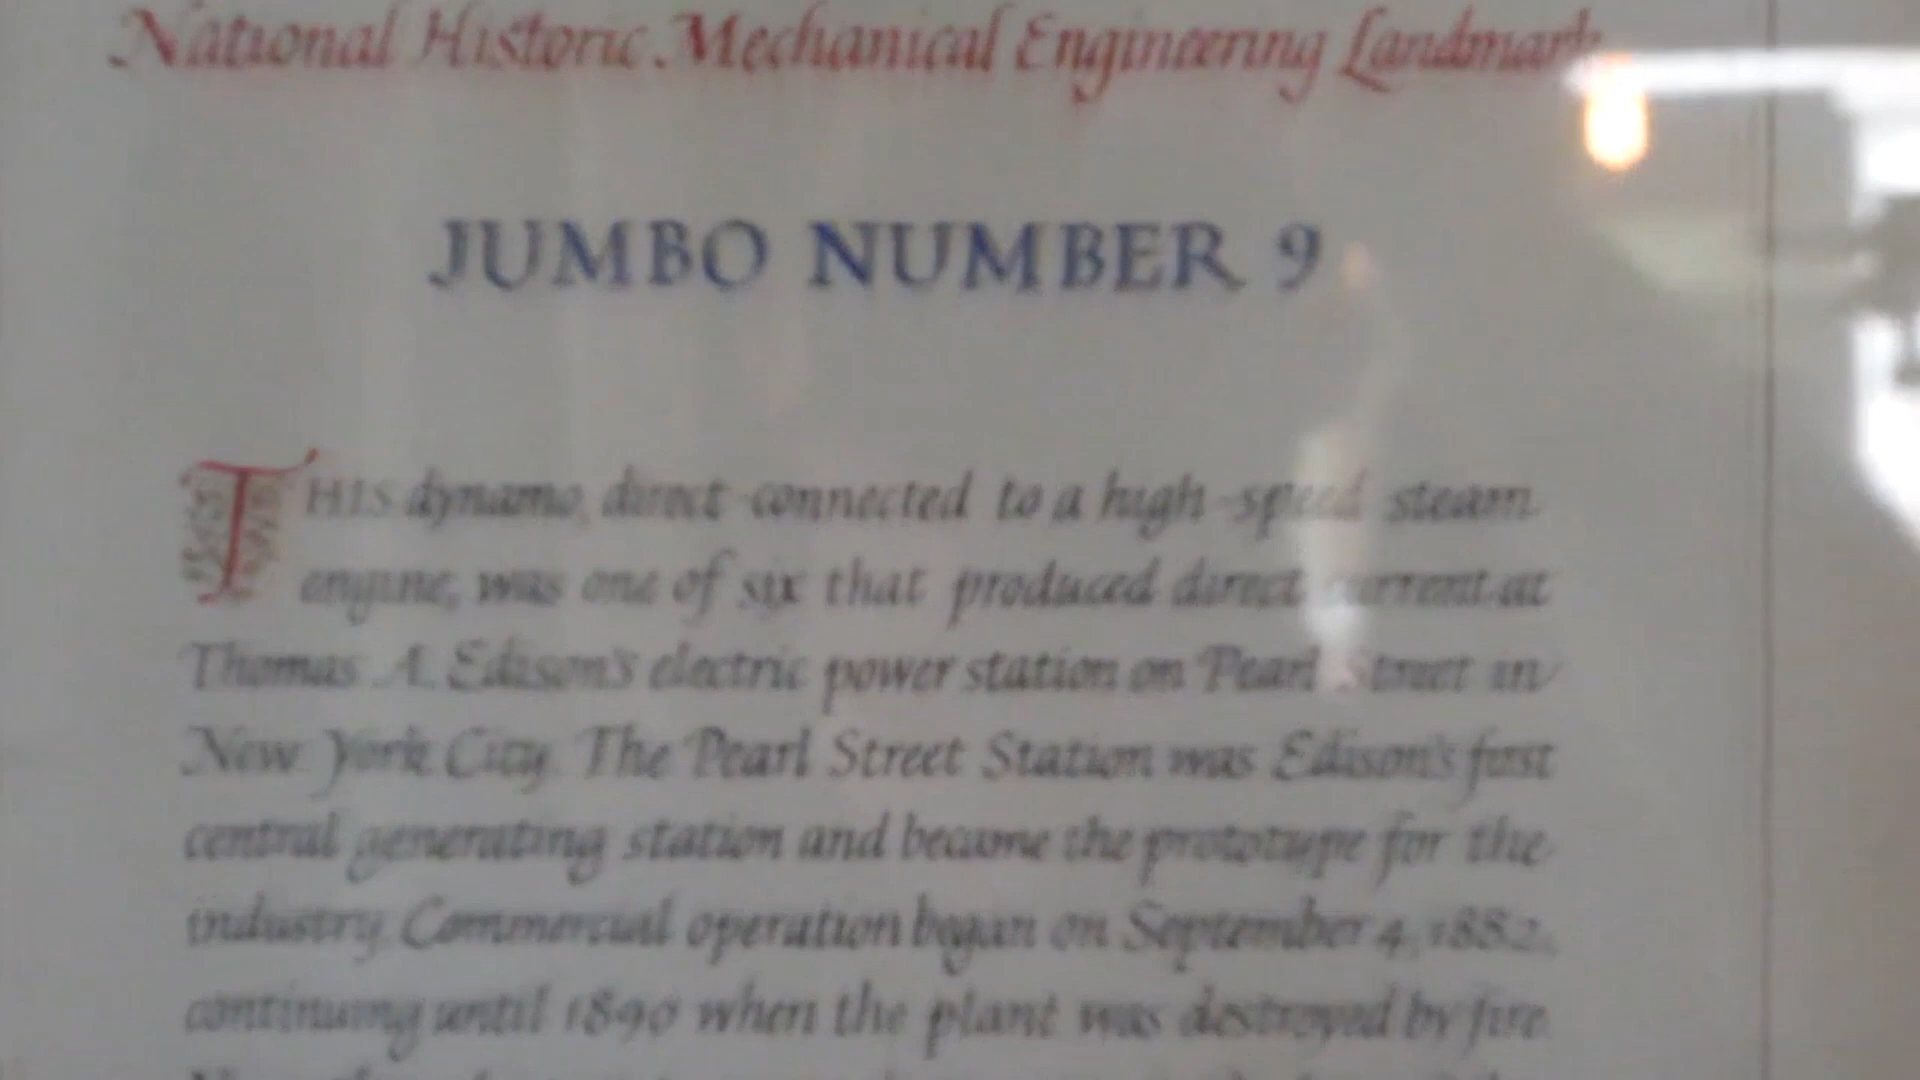 National Historic Mechanical Engineering Landmark
JUMBO NUMBER 9
THIS dynamo, direct-connected to a high-speed steam
engine, was one of six that produced direct current at
Thomas A. Edison's electric power station on Pearl Street in
New York City. The Pearl Street Station was Edison's first
central generating station and became the prototype for the
industry. Commercial operation began on September 4, 1882,
continuing until 1890 when the plant was destroyed by fire.